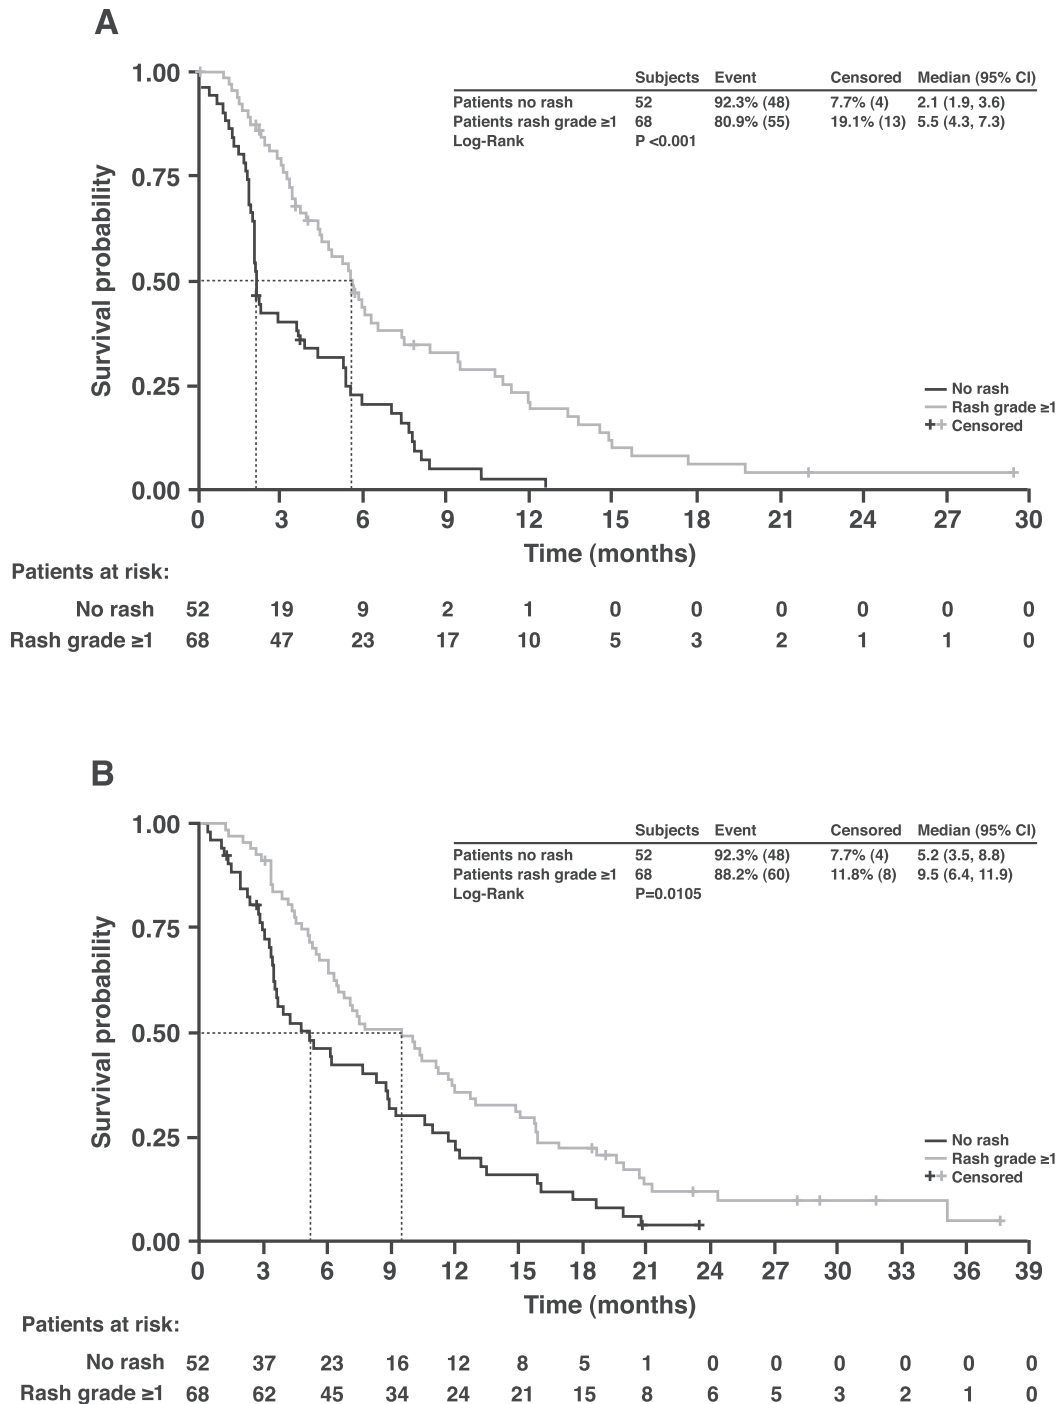 A
Subjects Event Censored Median (95% CI)
Patients no rash 52 92.3% (48) 7.7% (4) 2.1 (1.9, 3.6)
Patients rash grade ≥1 68 80.9% (55) 19.1% (13) 5.5 (4.3, 7.3)
Log-Rank P <0.001
Survival probability
1.00
0.75
0.50
0.25
0.00
No rash
Rash grade ≥1
Censored
0 3 6 9 12 15 18 21 24 27 30
Time (months)
Patients at risk:
No rash 52 19 9 2 1 0 0 0 0 0 0
Rash grade ≥1 68 47 23 17 10 5 3 2 1 1 0
B
Subjects Event Censored Median (95% CI)
Patients no rash 52 92.3% (48) 7.7% (4) 5.2 (3.5, 8.8)
Patients rash grade ≥1 68 88.2% (60) 11.8% (8) 9.5 (6.4, 11.9)
Log-Rank P=0.0105
Survival probability
1.00
0.75
0.50
0.25
0.00
No rash
Rash grade ≥1
Censored
0 3 6 9 12 15 18 21 24 27 30 33 36 39
Time (months)
Patients at risk:
No rash 52 37 23 16 12 8 5 1 0 0 0 0 0 0
Rash grade ≥1 68 62 45 34 24 21 15 8 6 5 3 2 1 0